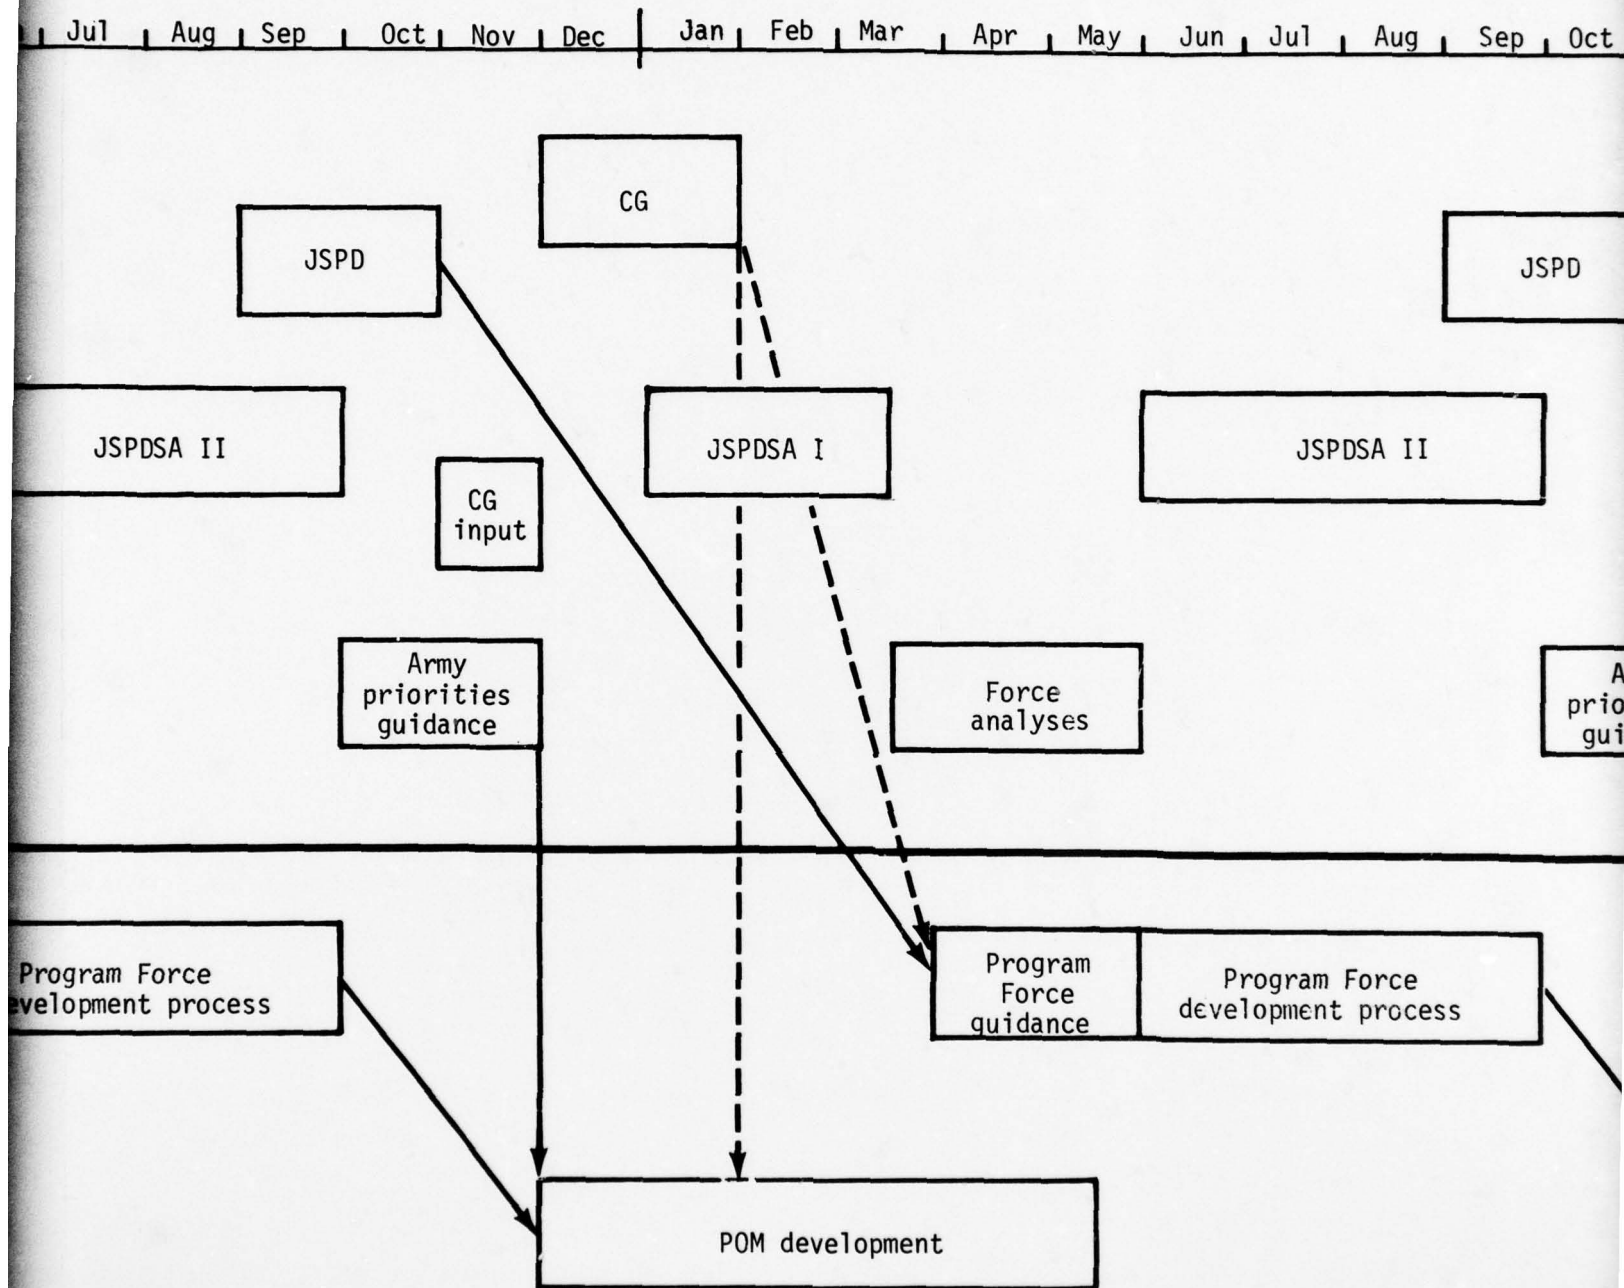 Jul Aug Sep Oct Nov Dec Jan Feb Mar Apr May Jun Jul Aug Sep Oct
CG
JSPD
JSPD
JSPDSA II
JSPDSA I
JSPDSA II
CG
input
Army
priorities
guidance
Force
analyses
A
prio
gui
Program Force
evelopment process
Program
Force
guidance
Program Force
development process
POM development